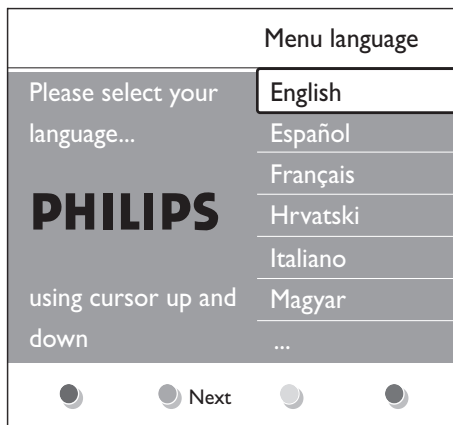 Menu language
Please select your
language...
PHILIPS
using cursor up and
down
English
Español
Français
Hrvatski
Italiano
Magyar
...
Next